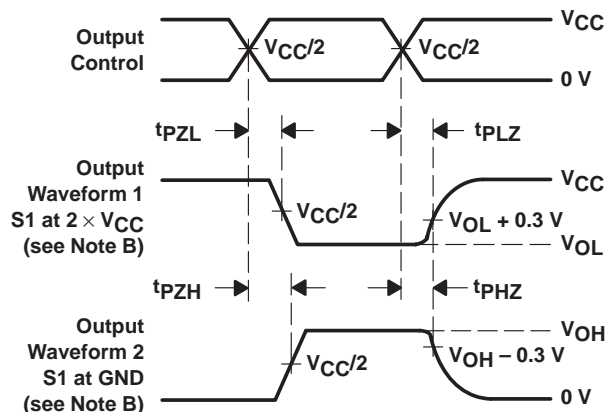 Output
Control
VCC
VCC/2
VCC/2
0 V
tPZL
tPLZ
Output
Waveform 1
S1 at 2 × VCC
(see Note B)
VCC
VCC/2
VOL + 0.3 V
VOL
tPZH
tPHZ
Output
Waveform 2
S1 at GND
(see Note B)
VOH
VCC/2
VOH − 0.3 V
0 V